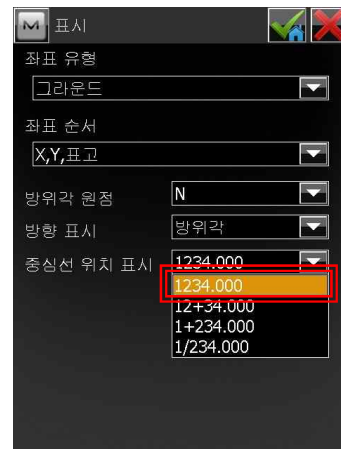 M 표시
좌표 유형
그라운드
좌표 순서
X,Y,표고
방위각 원점 N
방향 표시 방위각
중심선 위치 표시 1234.000
1234.000
12+34.000
1+234.000
1/234.000